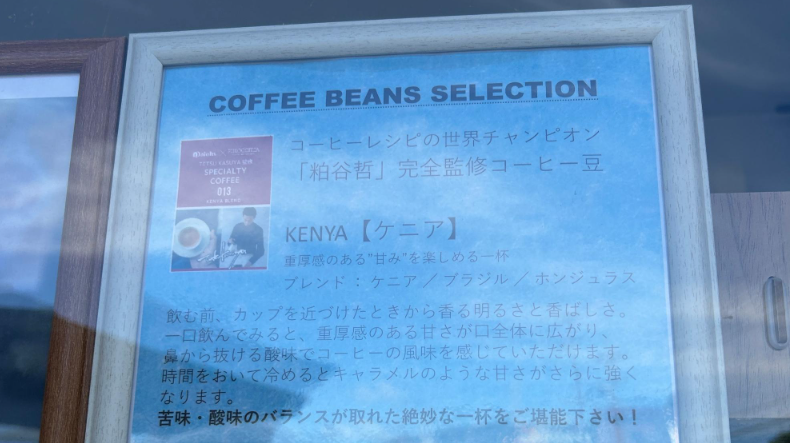 COFFEE BEANS SELECTION
コーヒーレシピの世界チャンピオン
「粕谷哲」完全監修コーヒー豆
SPECIALTY
COFFEE
013
KENYA【ケニア】
重厚感のある"甘み"を楽しめる一杯
ブレンド：ケニア／ブラジル／ホンジュラス
飲む前、カップを近づけたときから香る明るさと香ばしさ。
一口飲んでみると、重厚感のある甘さが口全体に広がり、
鼻から抜ける酸味でコーヒーの風味を感じていただけます。
時間をおいて冷めるとキャラメルのような甘さがさらに強く
なります。
苦味・酸味のバランスが取れた絶妙な一杯をご堪能下さい！